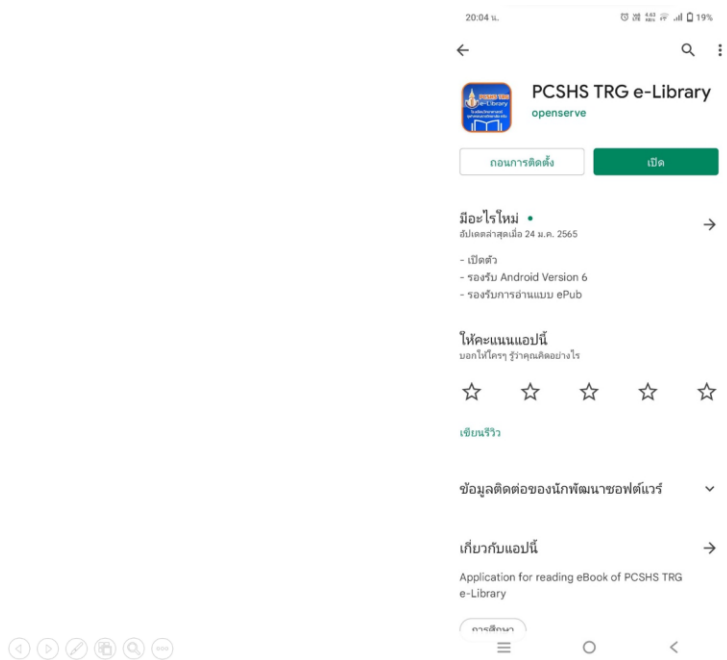 20:04 น.
19%
PCSHS TRG e-Library
openserve
PCSHS TRG
e-Library
ถอนการติดตั้ง
เปิด
มีอะไรใหม่
อัปเดตล่าสุดเมื่อ 24 ม.ค. 2565
- เปิดตัว
- รองรับ Android Version 6
- รองรับการอ่านแบบ ePub
ให้คะแนนแอปนี้
บอกให้ใครๆ รู้ว่าคุณคิดอย่างไร
เขียนรีวิว
ข้อมูลติดต่อของนักพัฒนาซอฟต์แวร์
เกี่ยวกับแอปนี้
Application for reading eBook of PCSHS TRG
e-Library
การศึกษา